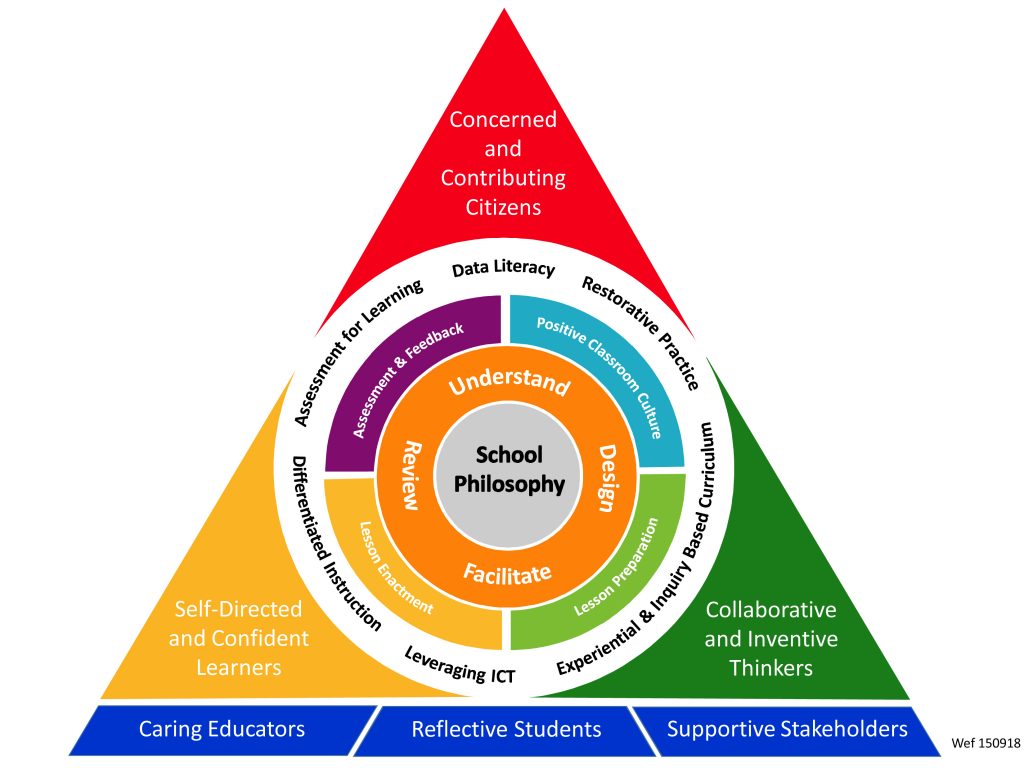 Concerned
and
Contributing
Citizens
Data Literacy
Assessment for Learning
Restorative Practice
Assessment & Feedback
Positive Classroom Culture
Understand
Review
School
Philosophy
Design
Facilitate
Differentiated Instruction
Experiential & Inquiry Based Curriculum
Lesson Enactment
Lesson Preparation
Leveraging ICT
Self-Directed
and Confident
Learners
Collaborative
and Inventive
Thinkers
Caring Educators
Reflective Students
Supportive Stakeholders
Wef 150918